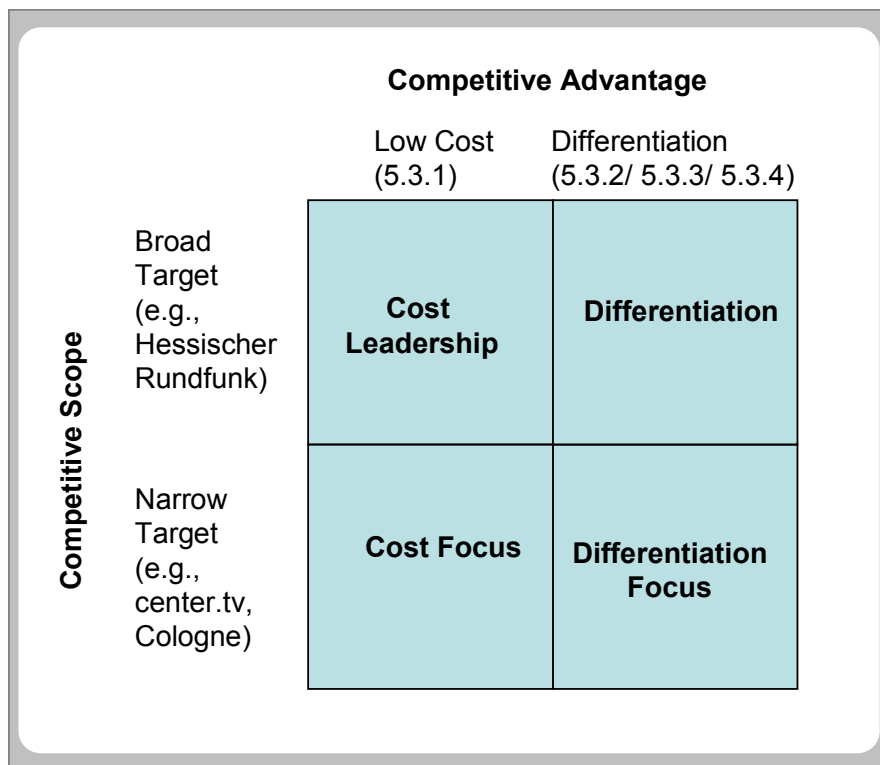 Competitive Advantage
Low Cost
(5.3.1)
Differentiation
(5.3.2/ 5.3.3/ 5.3.4)
Competitive Scope
Broad
Target
(e.g.,
Hessischer
Rundfunk)
Cost
Leadership
Differentiation
Narrow
Target
(e.g.,
center.tv,
Cologne)
Cost Focus
Differentiation
Focus